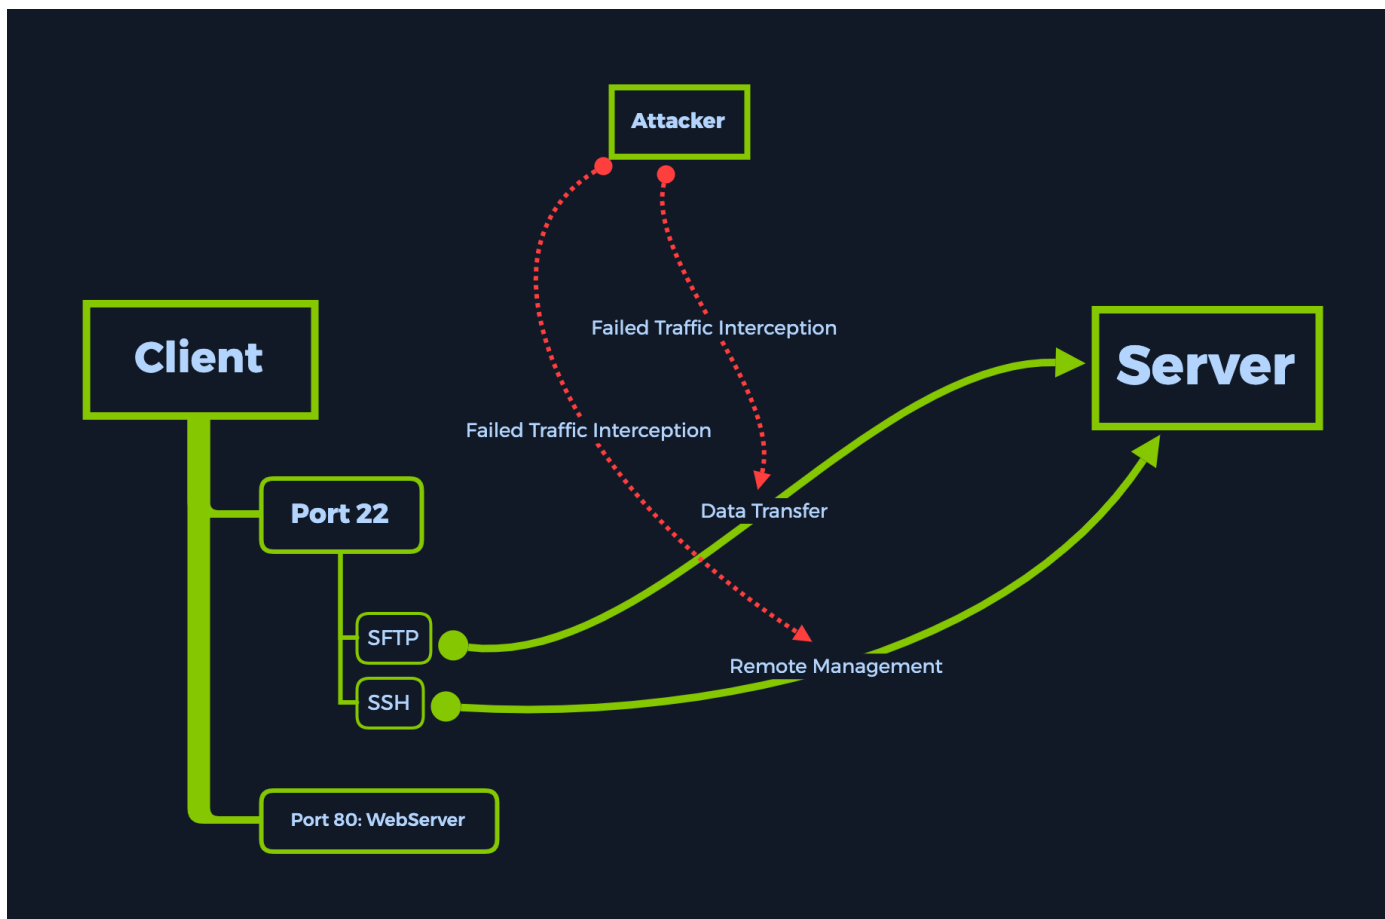 Attacker
Failed Traffic Interception
Client
Server
Failed Traffic Interception
Port 22
Data Transfer
SFTP
Remote Management
SSH
Port 80: WebServer